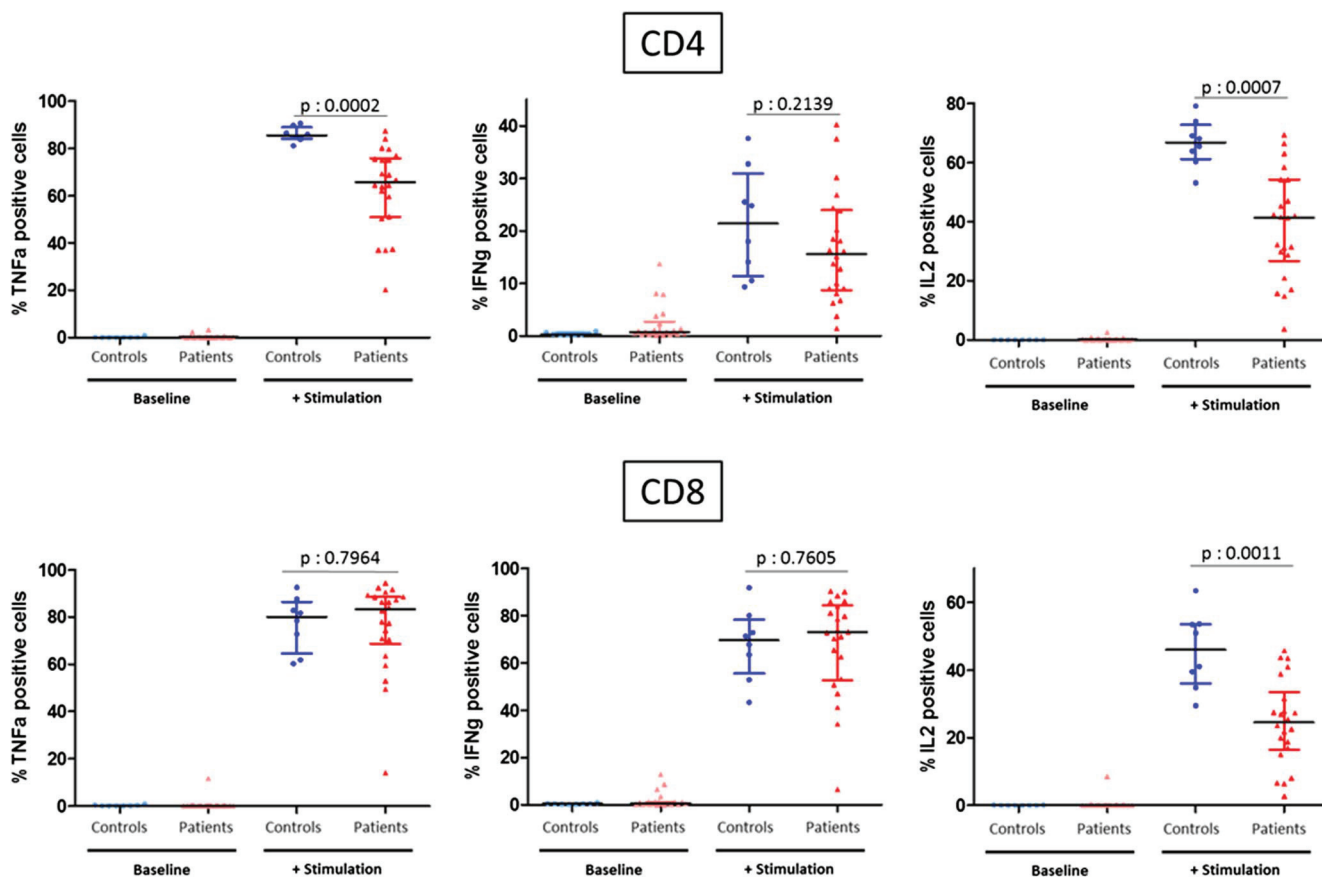 CD4
p : 0.0002
% TNFa positive cells
100
80
60
40
20
0
Controls Patients Controls Patients
Baseline + Stimulation
p : 0.2139
% IFNg positive cells
40
30
20
10
0
Controls Patients Controls Patients
Baseline + Stimulation
p : 0.0007
% IL2 positive cells
80
60
40
20
0
Controls Patients Controls Patients
Baseline + Stimulation
CD8
p : 0.7964
% TNFa positive cells
100
80
60
40
20
0
Controls Patients Controls Patients
Baseline + Stimulation
p : 0.7605
% IFNg positive cells
100
80
60
40
20
0
Controls Patients Controls Patients
Baseline + Stimulation
p : 0.0011
% IL2 positive cells
60
40
20
0
Controls Patients Controls Patients
Baseline + Stimulation